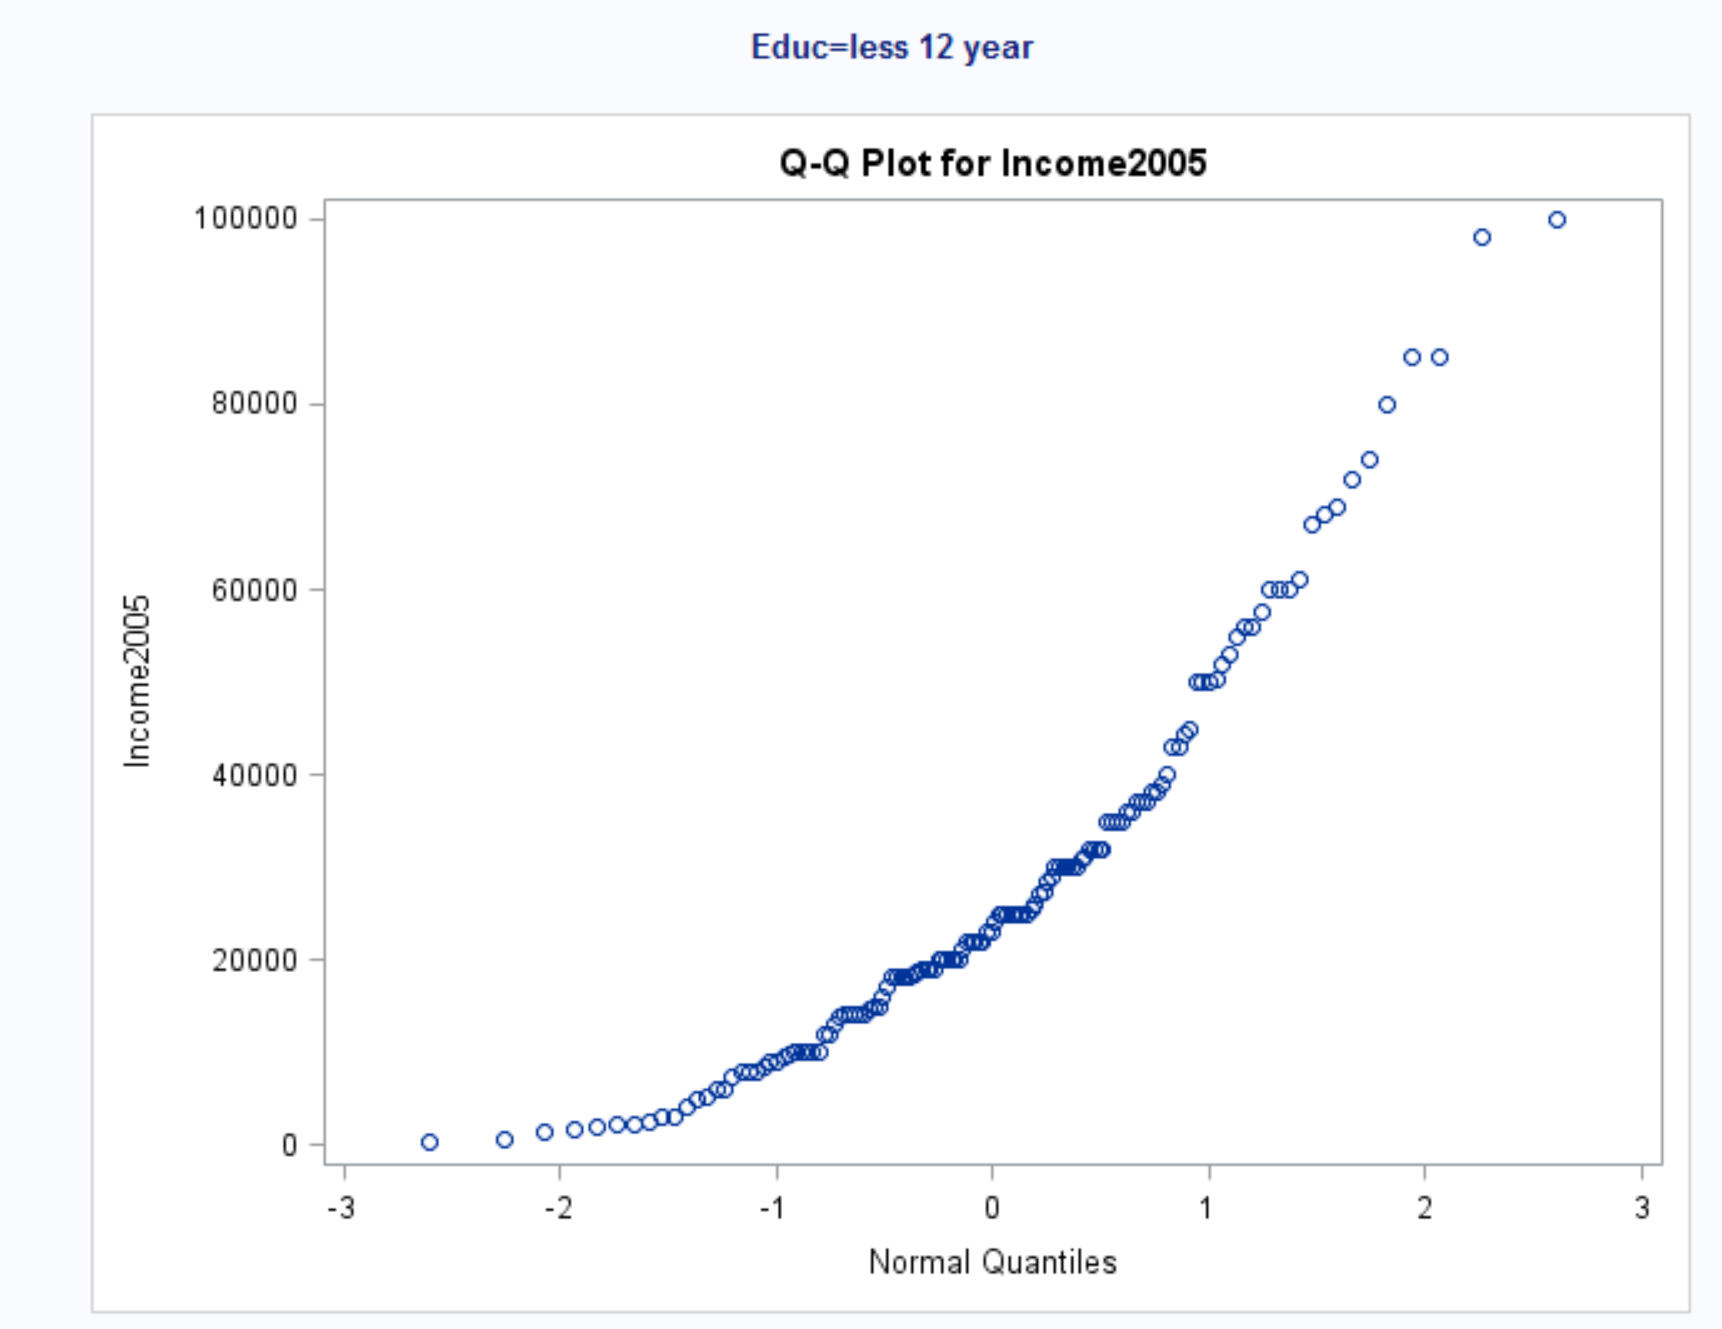 Educ=less 12 year
Q-Q Plot for Income2005
100000
80000
60000
40000
20000
0
Income2005
-3 -2 -1 0 1 2 3
Normal Quantiles